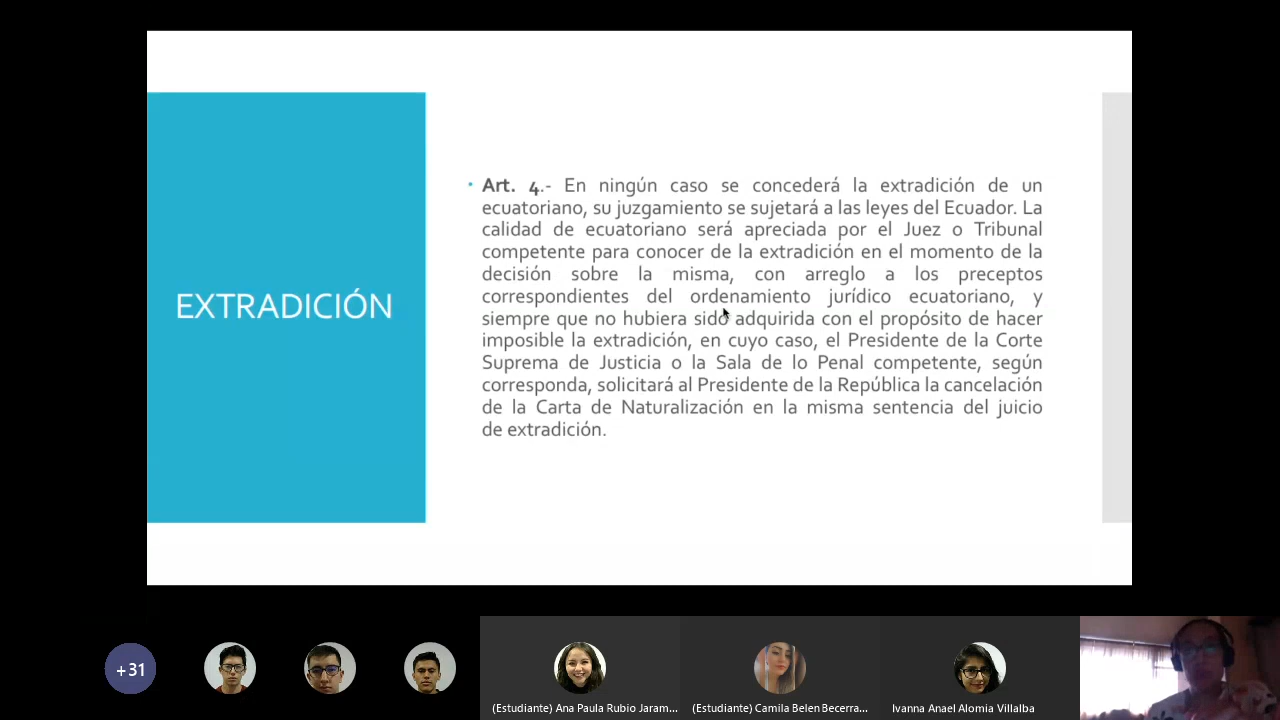 EXTRADICIÓN
• Art. 4.- En ningún caso se concederá la extradición de un
ecuatoriano, su juzgamiento se sujetará a las leyes del Ecuador. La
calidad de ecuatoriano será apreciada por el Juez o Tribunal
competente para conocer de la extradición en el momento de la
decisión sobre la misma, con arreglo a los preceptos
correspondientes del ordenamiento jurídico ecuatoriano, y
siempre que no hubiera sido adquirida con el propósito de hacer
imposible la extradición, en cuyo caso, el Presidente de la Corte
Suprema de Justicia o la Sala de lo Penal competente, según
corresponda, solicitará al Presidente de la República la cancelación
de la Carta de Naturalización en la misma sentencia del juicio
de extradición.
+31
(Estudiante) Ana Paula Rubio Jaram...
(Estudiante) Camila Belen Becerra...
Ivanna Anael Alomia Villalba